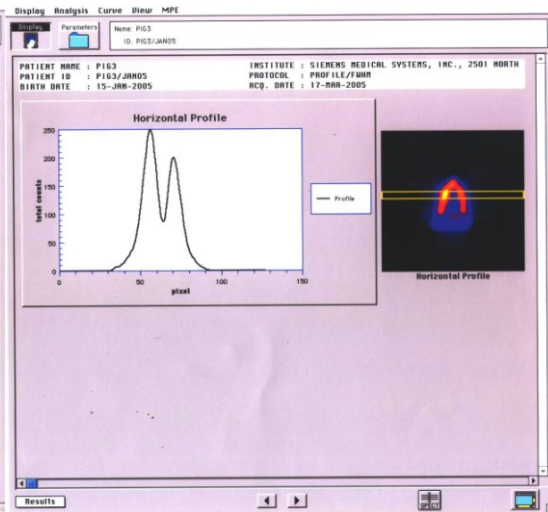 Display Analysis Curve View MPE
Display Parameters
Name: PIG3
ID: PIG3/JAN05
PATIENT NAME : PIG3
PATIENT ID : PIG3/JAN05
BIRTH DATE : 15-JAN-2005
INSTITUTE : SIEMENS MEDICAL SYSTEMS, INC., 2501 NORTH
PROTOCOL : PROFILE/FWHM
ACQ. DATE : 17-MAR-2005
Horizontal Profile
total counts
250
200
150
100
50
0
0 50 100 150
pixel
Profile
Horizontal Profile
Results
SPECT